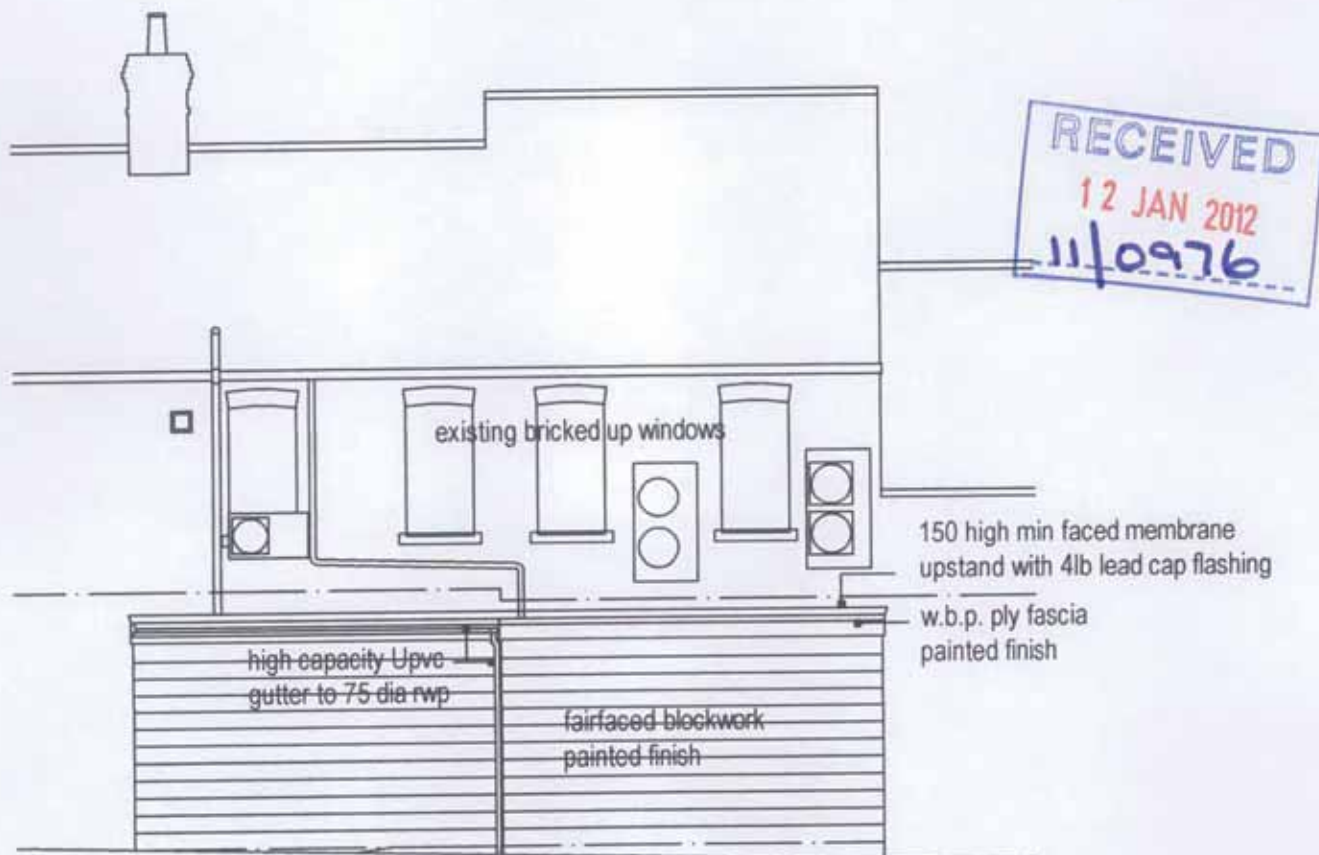 RECEIVED
12 JAN 2012
11/0976
existing bricked up windows
150 high min faced membrane
upstand with 4lb lead cap flashing
w.b.p. ply fascia
painted finish
high capacity Upvc
gutter to 75 dia rwp
fairfaced blockwork
painted finish